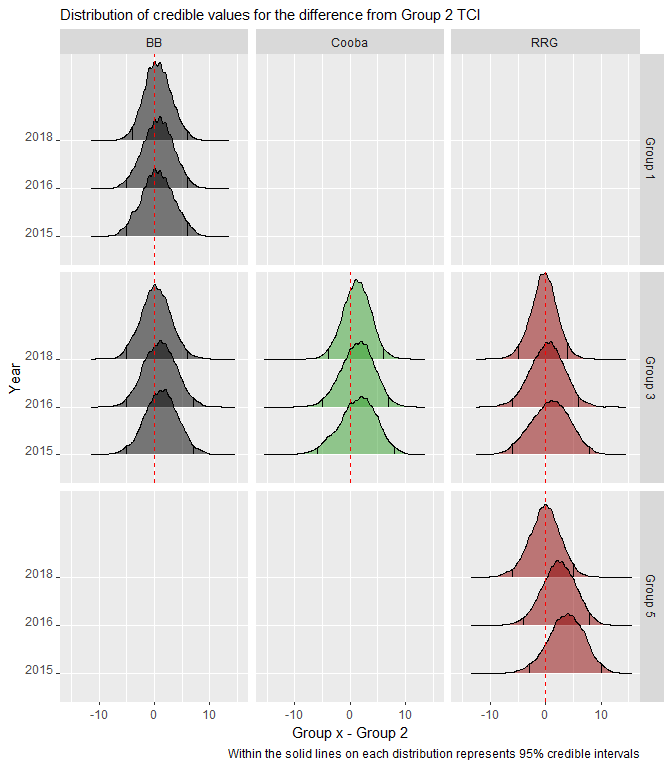 Distribution of credible values for the difference from Group 2 TCI
BB
Cooba
RRG
2018
2016
2015
Group 1
Year
2018
2016
2015
Group 3
2018
2016
2015
Group 5
-10 0 10
-10 0 10
-10 0 10
Group x - Group 2
Within the solid lines on each distribution represents 95% credible intervals